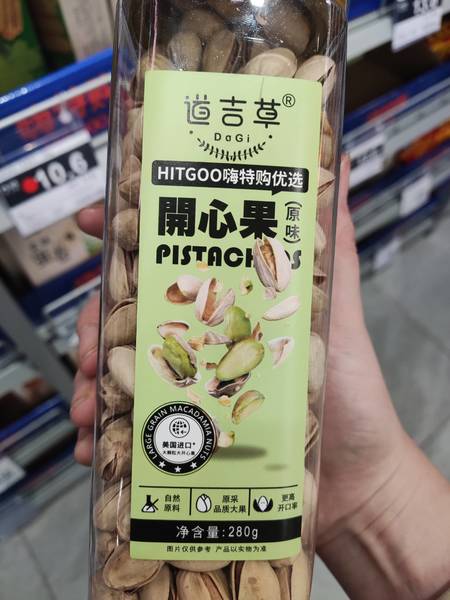 道吉草®
DaGi
HITGOO嗨特购优选
開心果(原味)
PISTACHIOS
LARGE GRAIN MACADAMIA NUTS
美国进口*
大颗粒大开心果
自然
原料
原采
品质大果
更高
开口率
净含量:280g
图片仅供参考 产品以实物为准
10.6